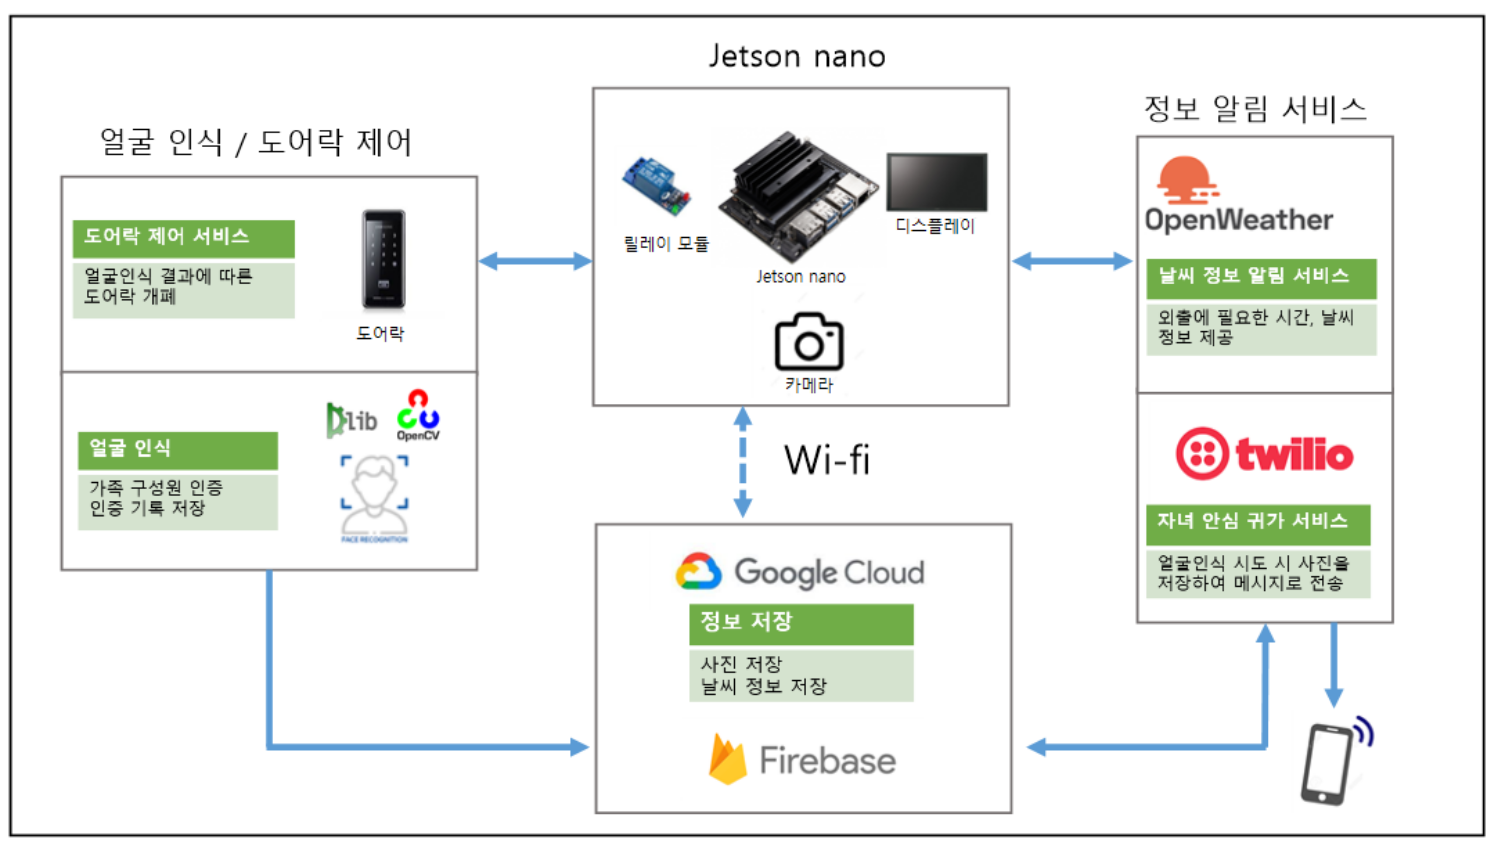 Jetson nano
얼굴 인식 / 도어락 제어
정보 알림 서비스
도어락 제어 서비스
얼굴인식 결과에 따른
도어락 개폐
도어락
릴레이 모듈
Jetson nano
디스플레이
카메라
OpenWeather
날씨 정보 알림 서비스
외출에 필요한 시간, 날씨
정보 제공
얼굴 인식
가족 구성원 인증
인증 기록 저장
Dlib
OpenCV
FACE RECOGNITION
Wi-fi
twilio
자녀 안심 귀가 서비스
얼굴인식 시도 시 사진을
저장하여 메시지로 전송
Google Cloud
정보 저장
사진 저장
날씨 정보 저장
Firebase